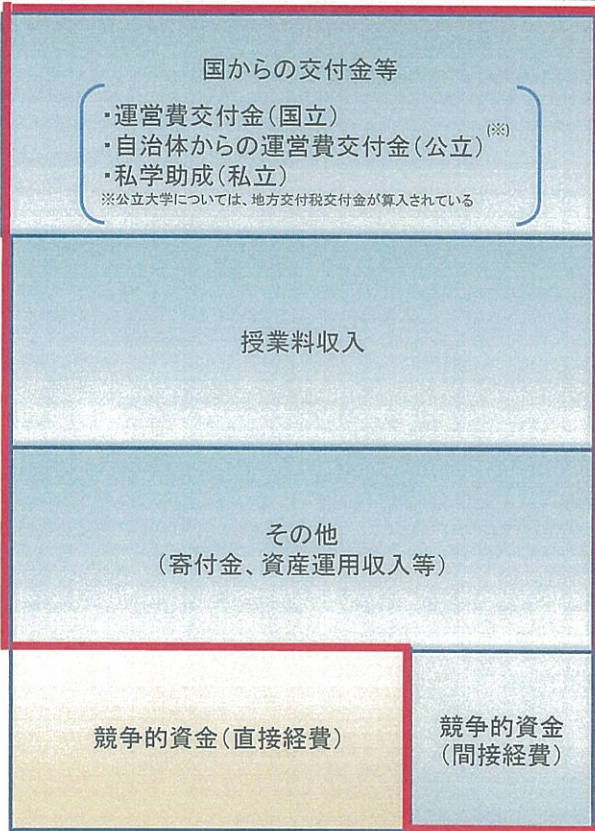 国からの交付金等
・運営費交付金(国立)
・自治体からの運営費交付金(公立)(※)
・私学助成(私立)
※公立大学については、地方交付税交付金が算入されている
授業料収入
その他
(寄付金、資産運用収入等)
競争的資金(直接経費)
競争的資金
(間接経費)